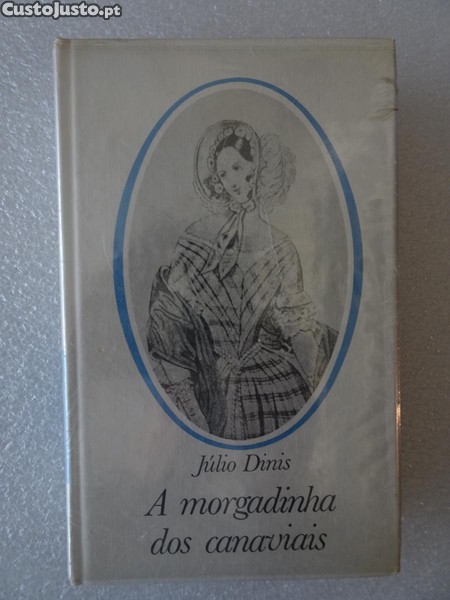 CustoJusto.pt
Júlio Dinis
A morgadinha
dos canaviais